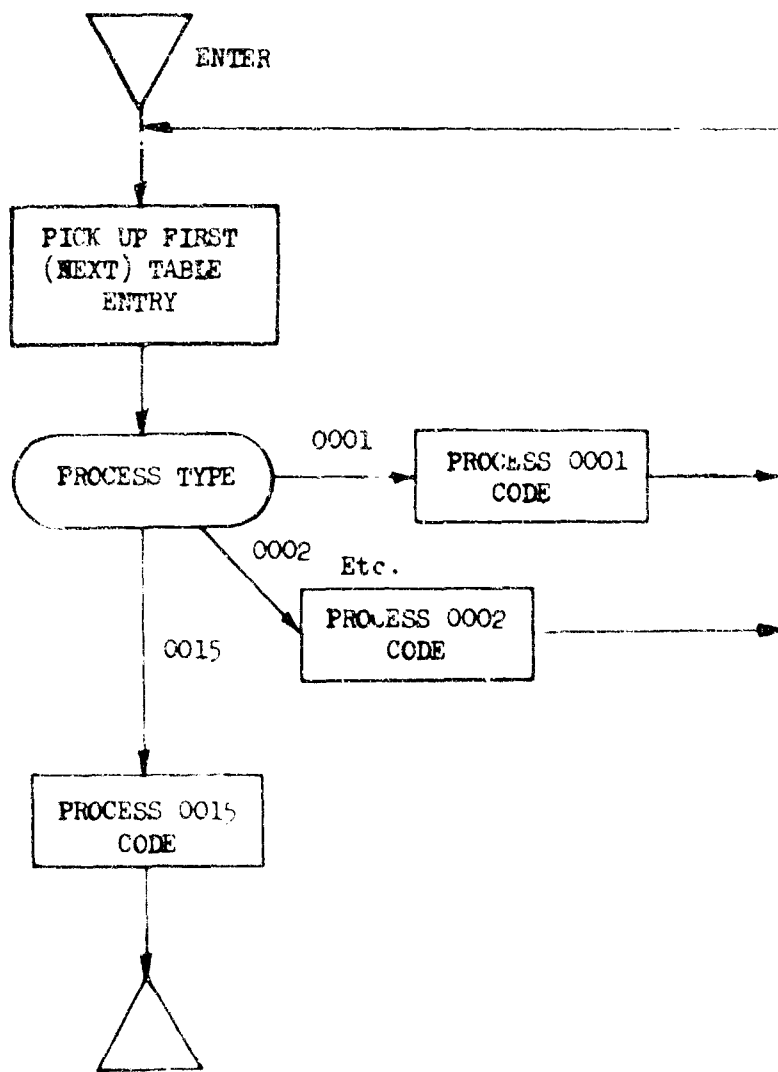 ENTER
PICK UP FIRST
(NEXT) TABLE
ENTRY
PROCESS TYPE
0001
PROCESS 0001
CODE
0002
Etc.
PROCESS 0002
CODE
0015
PROCESS 0015
CODE